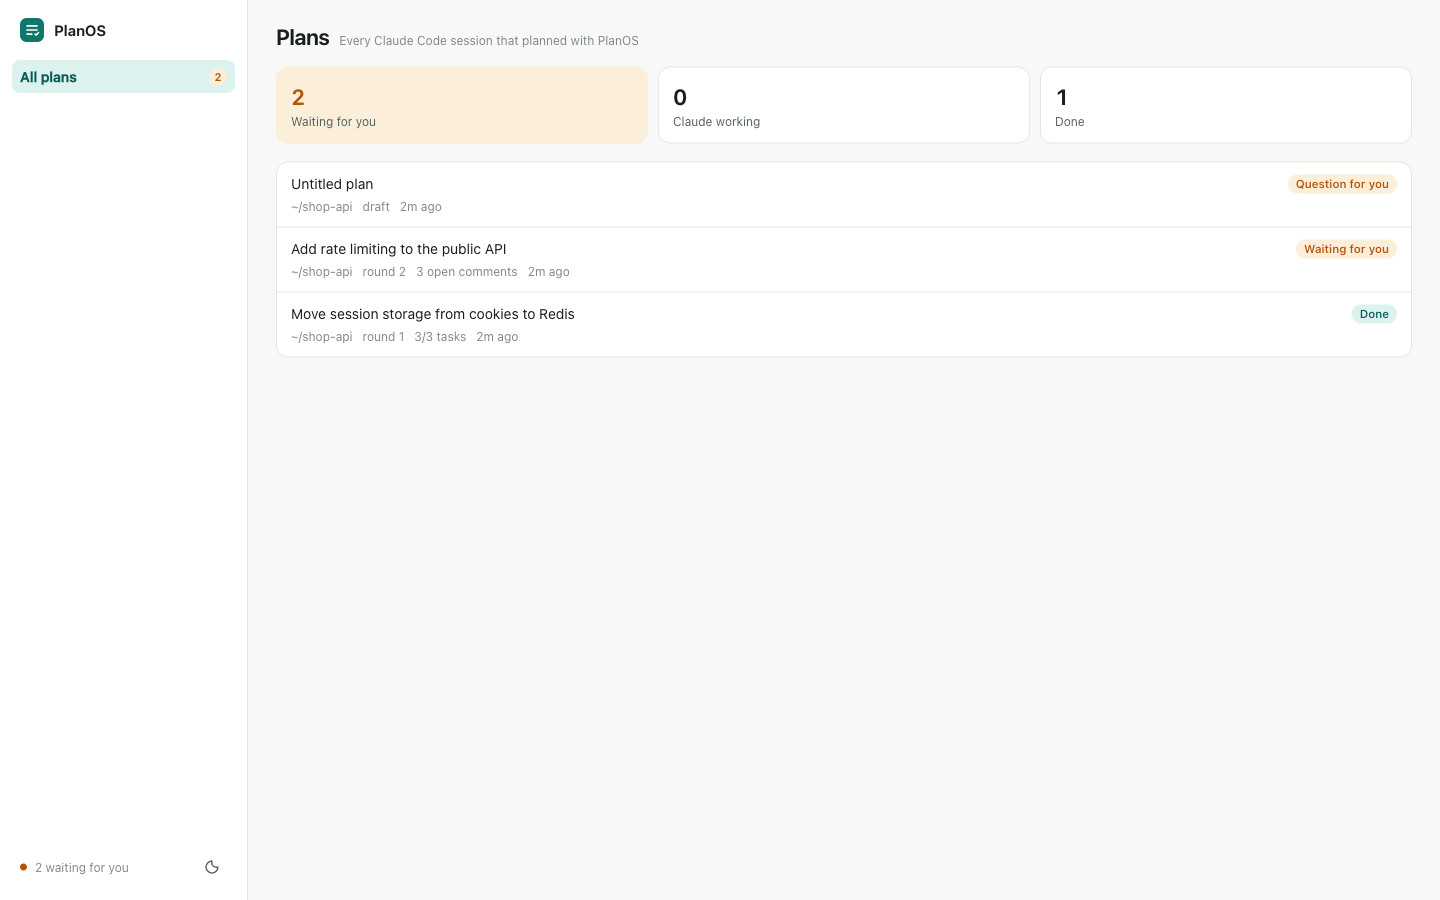 PlanOS
All plans 2
Plans Every Claude Code session that planned with PlanOS
2
Waiting for you
0
Claude working
1
Done
Untitled plan
Question for you
~/shop-api draft 2m ago
Add rate limiting to the public API
Waiting for you
~/shop-api round 2 3 open comments 2m ago
Move session storage from cookies to Redis
Done
~/shop-api round 1 3/3 tasks 2m ago
2 waiting for you